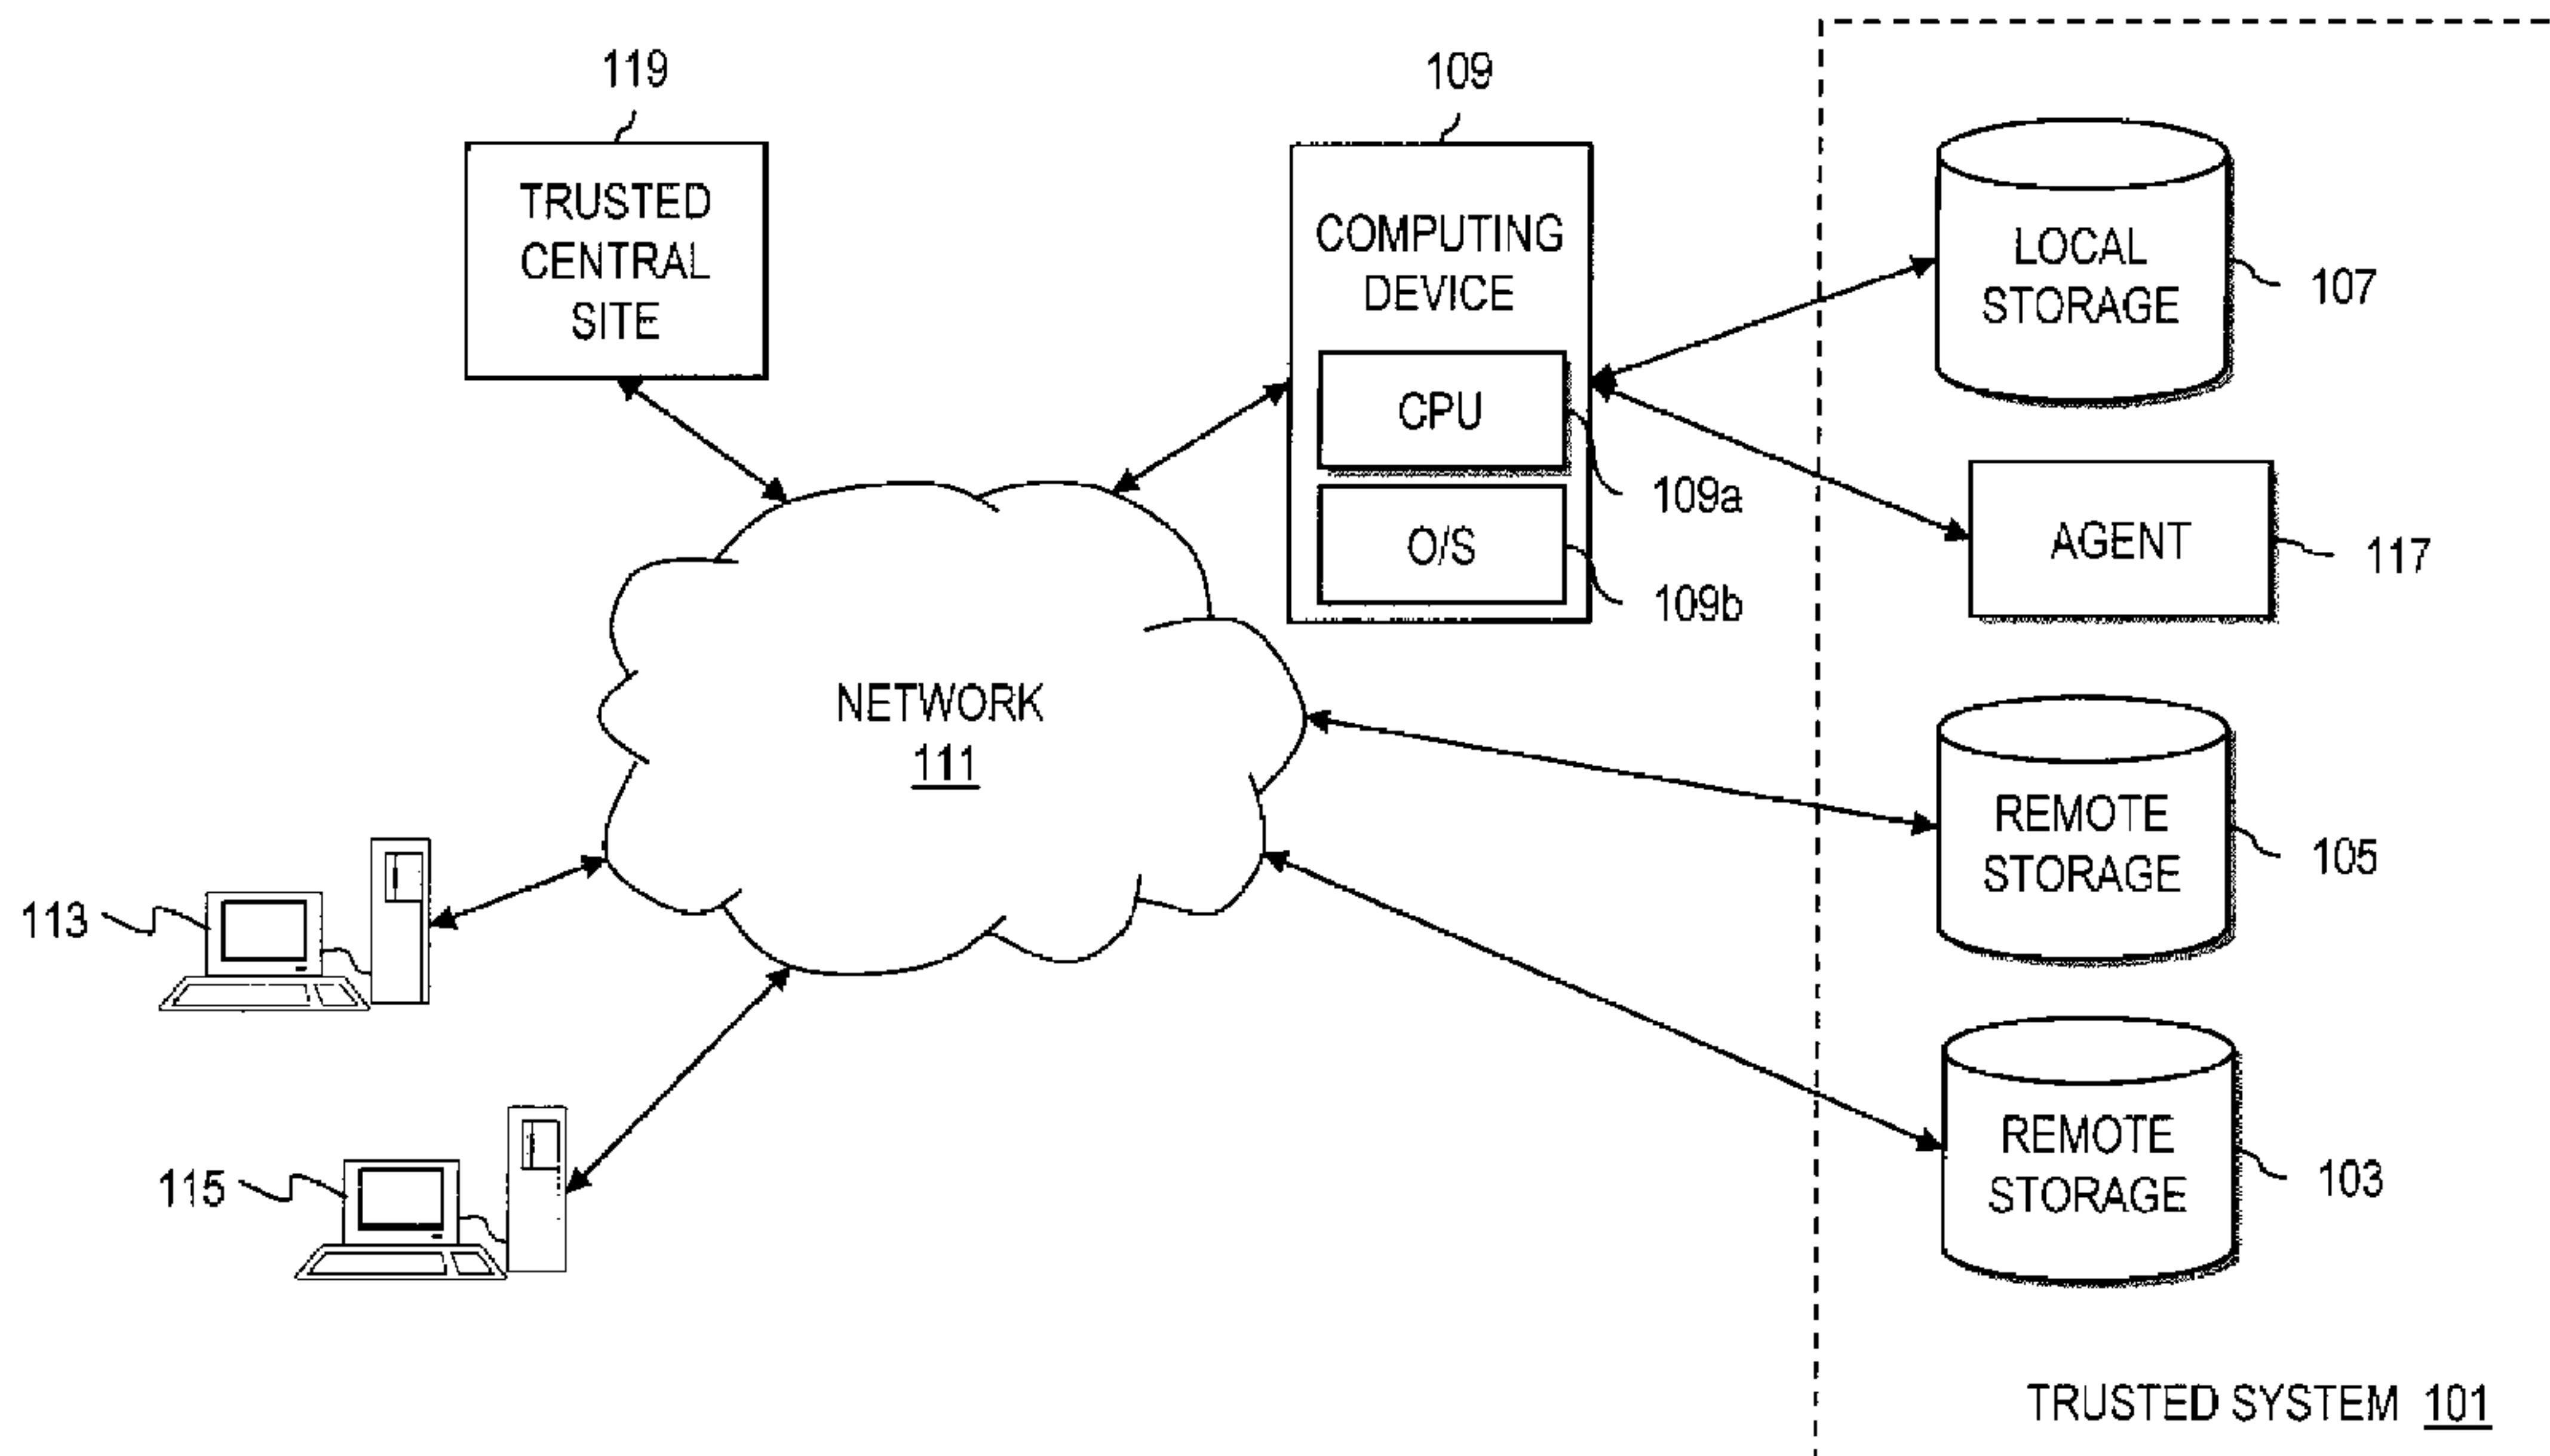 119
109
TRUSTED
CENTRAL
SITE
COMPUTING
DEVICE
CPU
109a
O/S
109b
LOCAL
STORAGE
107
AGENT
117
NETWORK
111
REMOTE
STORAGE
105
113
REMOTE
STORAGE
103
115
TRUSTED SYSTEM 101